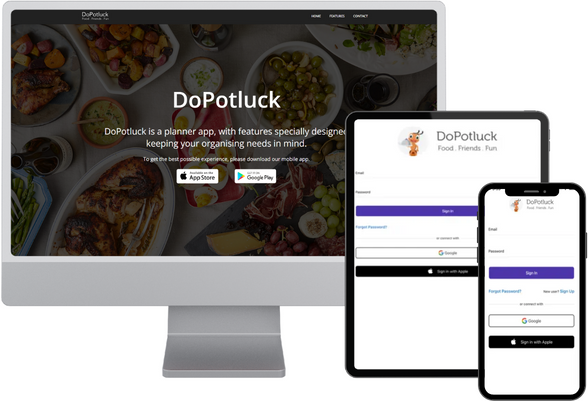 DoPotluck
Food . Friends . Fun
HOME FEATURES CONTACT
DoPotluck
DoPotluck is a planner app, with features specially designe
keeping your organising needs in mind.
To get the best possible experience, please download our mobile app.
Available on the
App Store
Google Play
DoPotluck
Food . Friends . Fun
Email
Password
Sign In
Forgot Password?
or connect with
Google
Sign in with Apple
DoPotluck
Food . Friends . Fun
Email
Password
Sign In
Forgot Password?
New user? Sign Up
or connect with
Google
Sign in with Apple